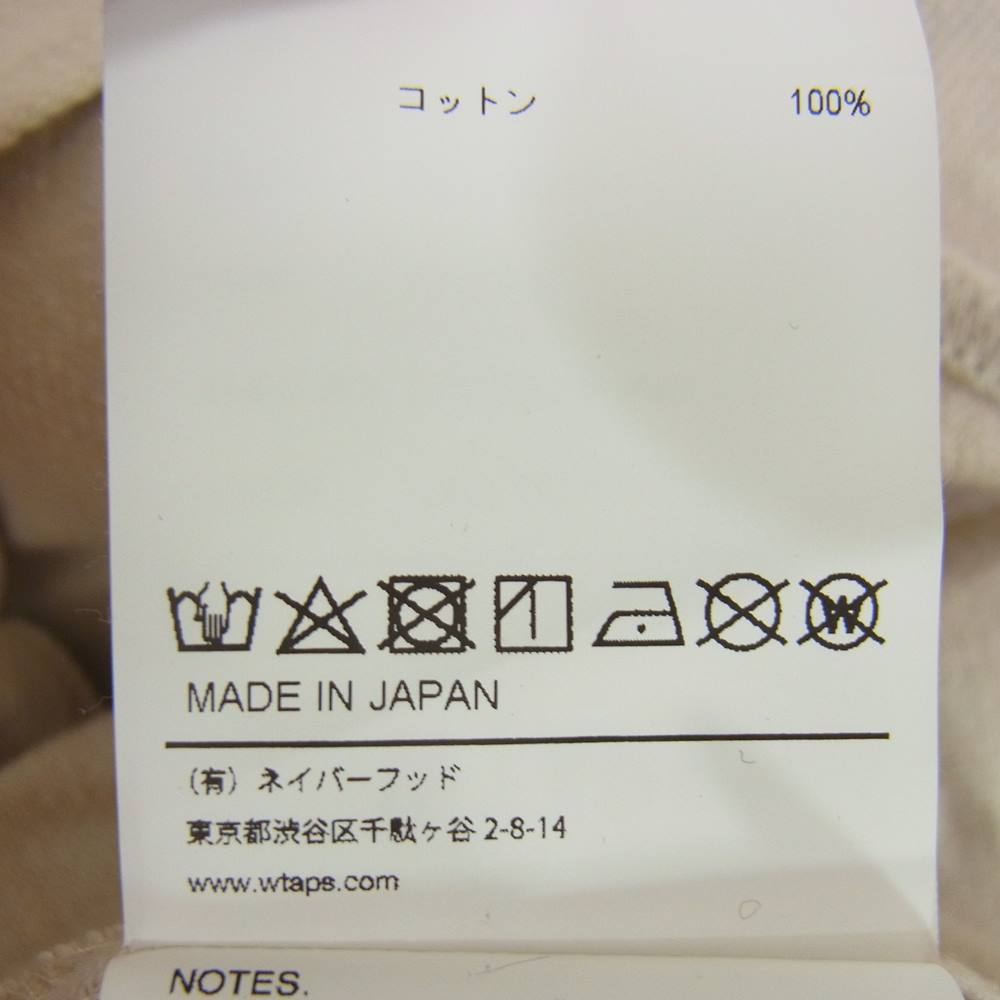 コットン 100%
W
MADE IN JAPAN
(有) ネイバーフッド
東京都渋谷区千駄ヶ谷 2-8-14
www.wtaps.com
NOTES.